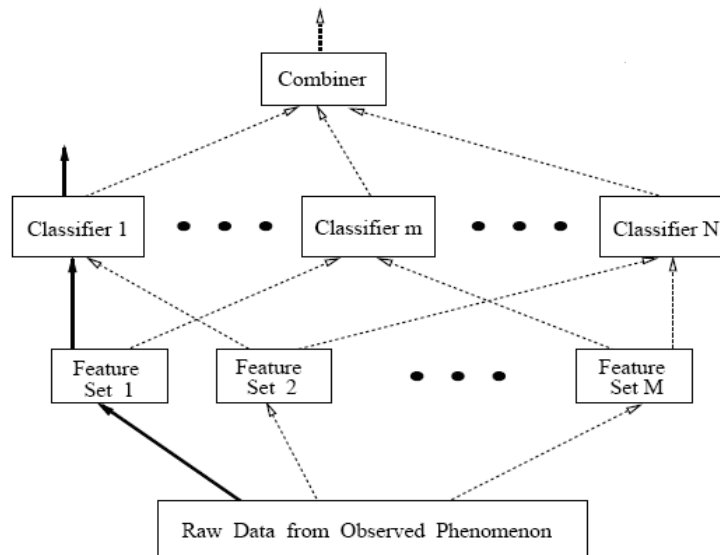 Combiner
Classifier 1
Classifier m
Classifier N
Feature
Set 1
Feature
Set 2
Feature
Set M
Raw Data from Observed Phenomenon